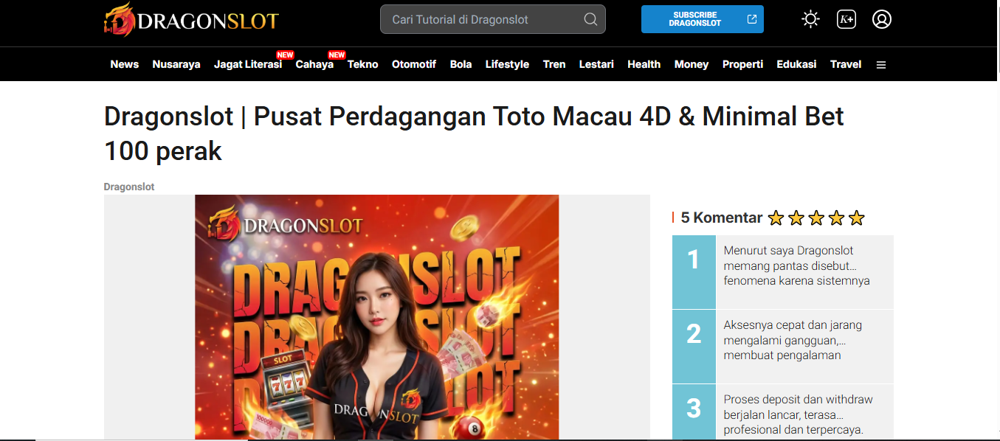 DRAGONSLOT
Cari Tutorial di Dragonslot
SUBSCRIBE
DRAGONSLOT
K+
NEW
NEW
News Nusaraya Jagat Literasi Cahaya Tekno Otomotif Bola Lifestyle Tren Lestari Health Money Properti Edukasi Travel
Dragonslot | Pusat Perdagangan Toto Macau 4D & Minimal Bet
100 perak
Dragonslot
DRAGONSLOT
DRAGONSLOT
SLOT
777
DRAGONSLOT
100000
8
5 Komentar
1
Menurut saya Dragonslot
memang pantas disebut...
fenomena karena sistemnya
2
Aksesnya cepat dan jarang
mengalami gangguan,...
membuat pengalaman
3
Proses deposit dan withdraw
berjalan lancar, terasa...
profesional dan terpercaya.